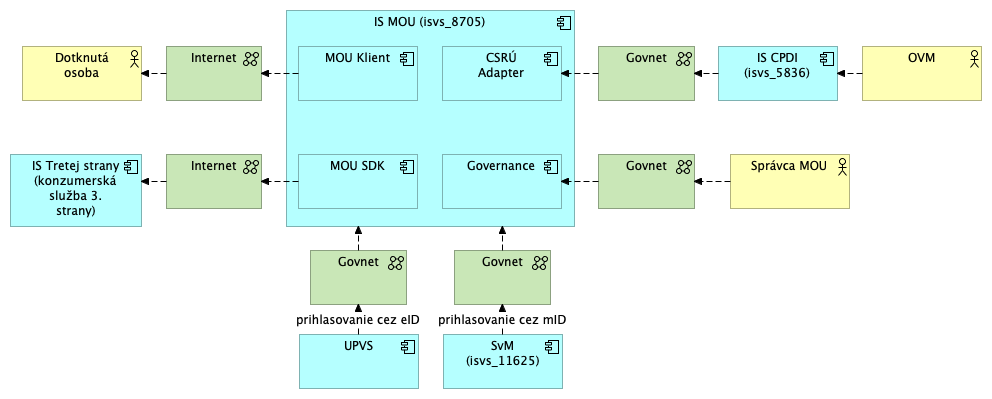 IS MOU (isvs_8705)
Dotknutá
osoba
Internet
MOU Klient
CSRÚ
Adapter
Govnet
IS CPDI
(isvs_5836)
OVM
IS Tretej strany
(konzumerská
služba 3.
strany)
Internet
MOU SDK
Governance
Govnet
Správca MOU
Govnet
Govnet
prihlasovanie cez eID
prihlasovanie cez mID
UPVS
SvM
(isvs_11625)